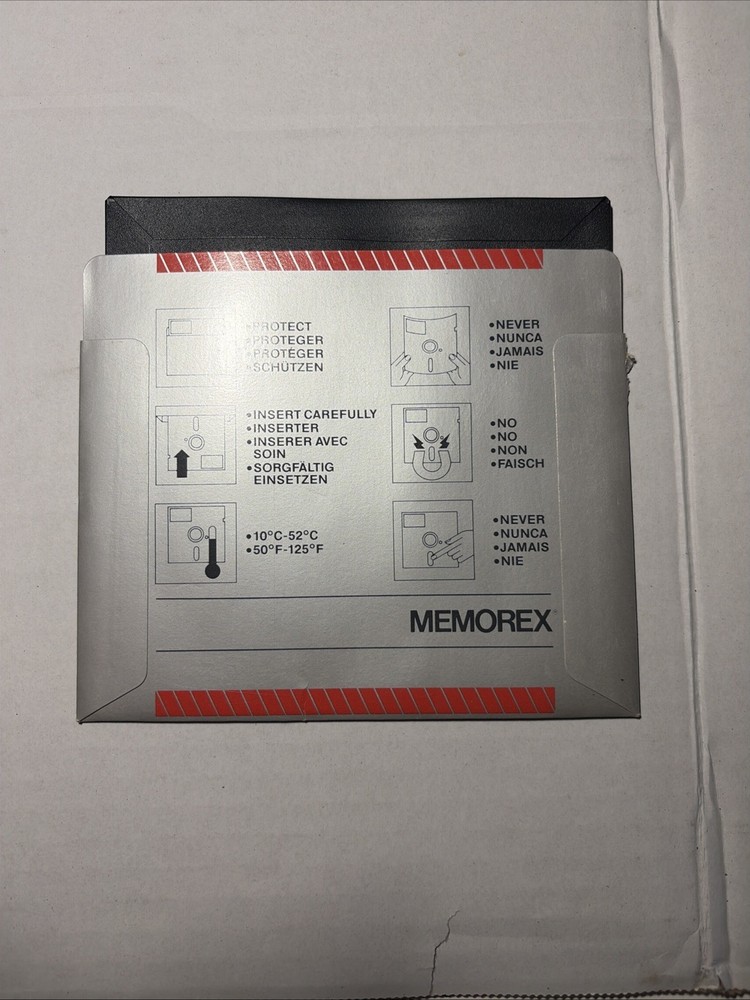 •PROTECT
•PROTEGER
•PROTÉGER
•SCHÜTZEN
•NEVER
•NUNCA
•JAMAIS
•NIE
•INSERT CAREFULLY
•INSERTER
•INSERER AVEC
SOIN
•SORGFÄLTIG
EINSETZEN
•NO
•NO
•NON
•FAISCH
•10°C-52°C
•50°F-125°F
•NEVER
•NUNCA
•JAMAIS
•NIE
MEMOREX